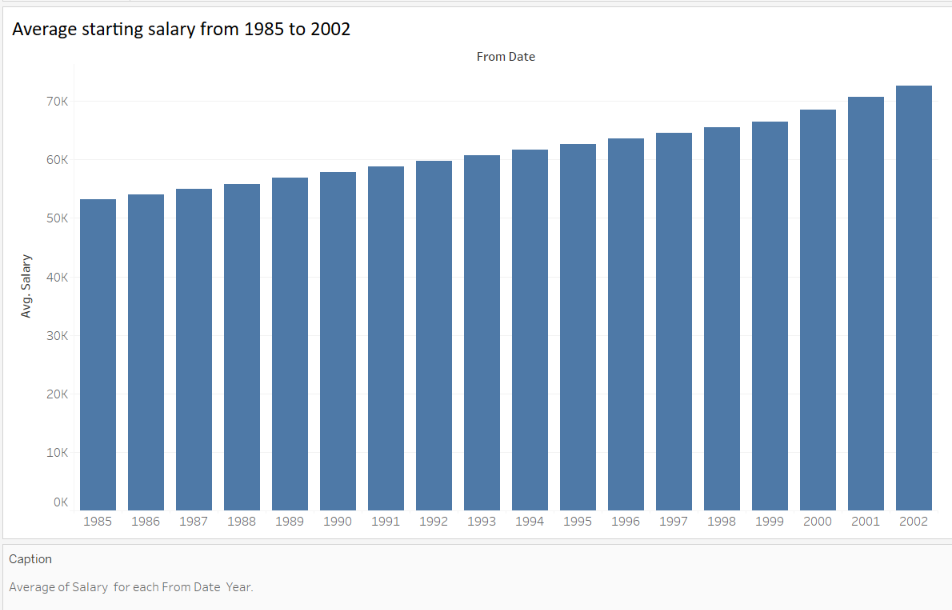 Average starting salary from 1985 to 2002
From Date
70K
60K
50K
40K
30K
20K
10K
0K
Avg. Salary
1985 1986 1987 1988 1989 1990 1991 1992 1993 1994 1995 1996 1997 1998 1999 2000 2001 2002
Caption
Average of Salary  for each From Date  Year.